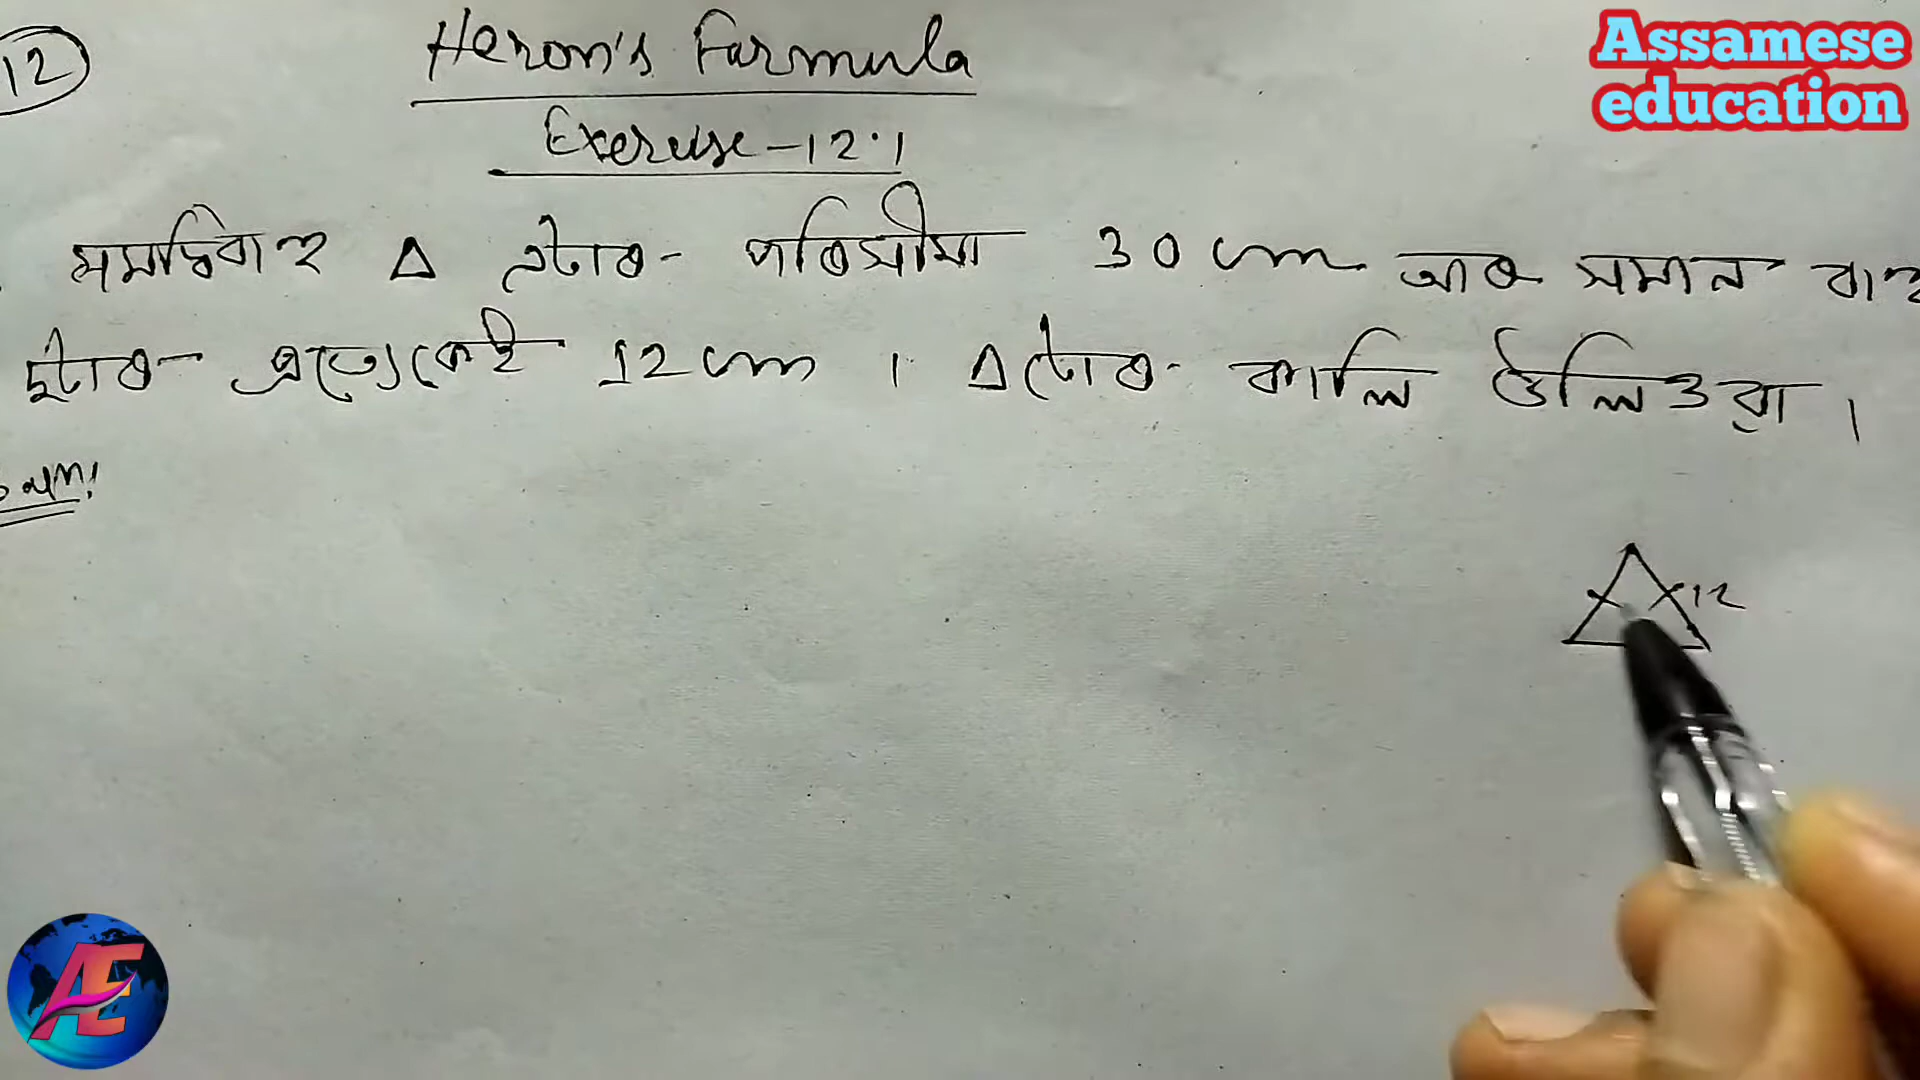 12
Heron's Formula
Assamese education
Exercise - 12.1
সমদ্বিবাহু Δ এটাৰ পৰিসীমা 30 cm আৰু সমান বাহু
দুটাৰ প্ৰত্যেকেই 12 cm । Δ টোৰ কালি উলিওৱা ।
12
AE